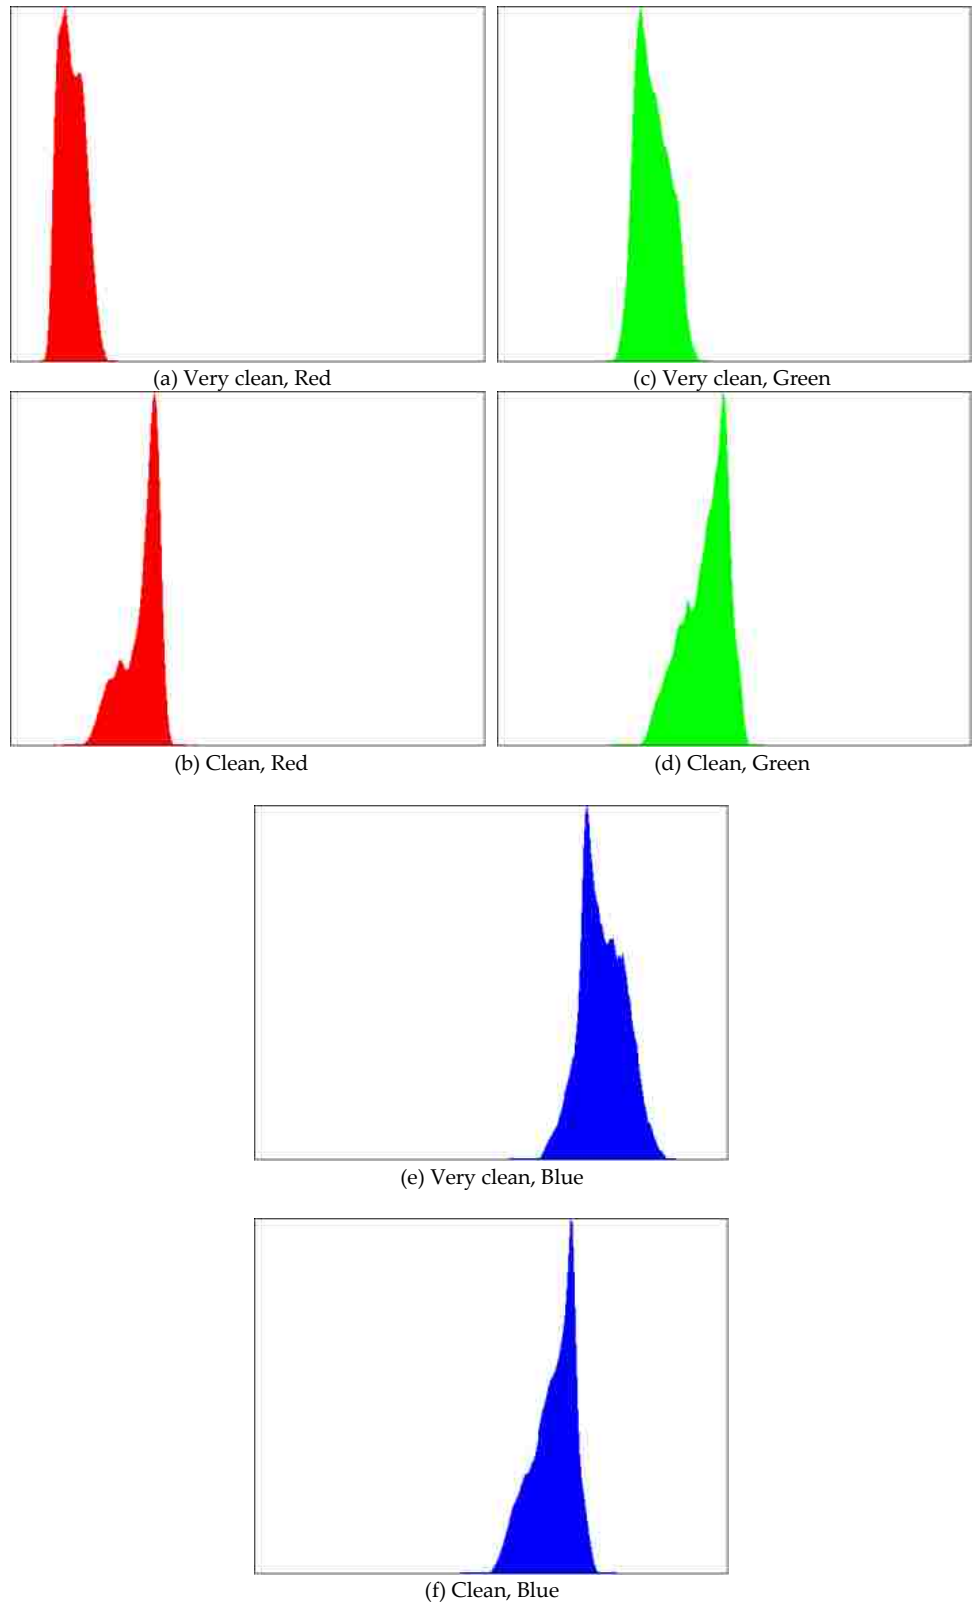 (a) Very clean, Red
(c) Very clean, Green
(b) Clean, Red
(d) Clean, Green
(e) Very clean, Blue
(f) Clean, Blue